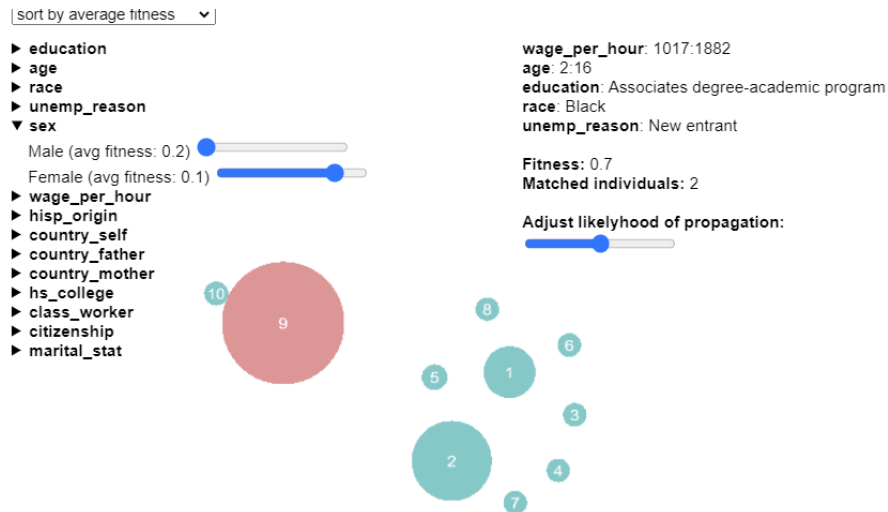 sort by average fitness
▶ education
▶ age
▶ race
▶ unemp_reason
▼ sex
Male (avg fitness: 0.2)
Female (avg fitness: 0.1)
▶ wage_per_hour
▶ hisp_origin
▶ country_self
▶ country_father
▶ country_mother
▶ hs_college
▶ class_worker
▶ citizenship
▶ marital_stat
wage_per_hour: 1017:1882
age: 2:16
education: Associates degree-academic program
race: Black
unemp_reason: New entrant
Fitness: 0.7
Matched individuals: 2
Adjust likelyhood of propagation:
10
9
8
6
1
5
3
2
4
7